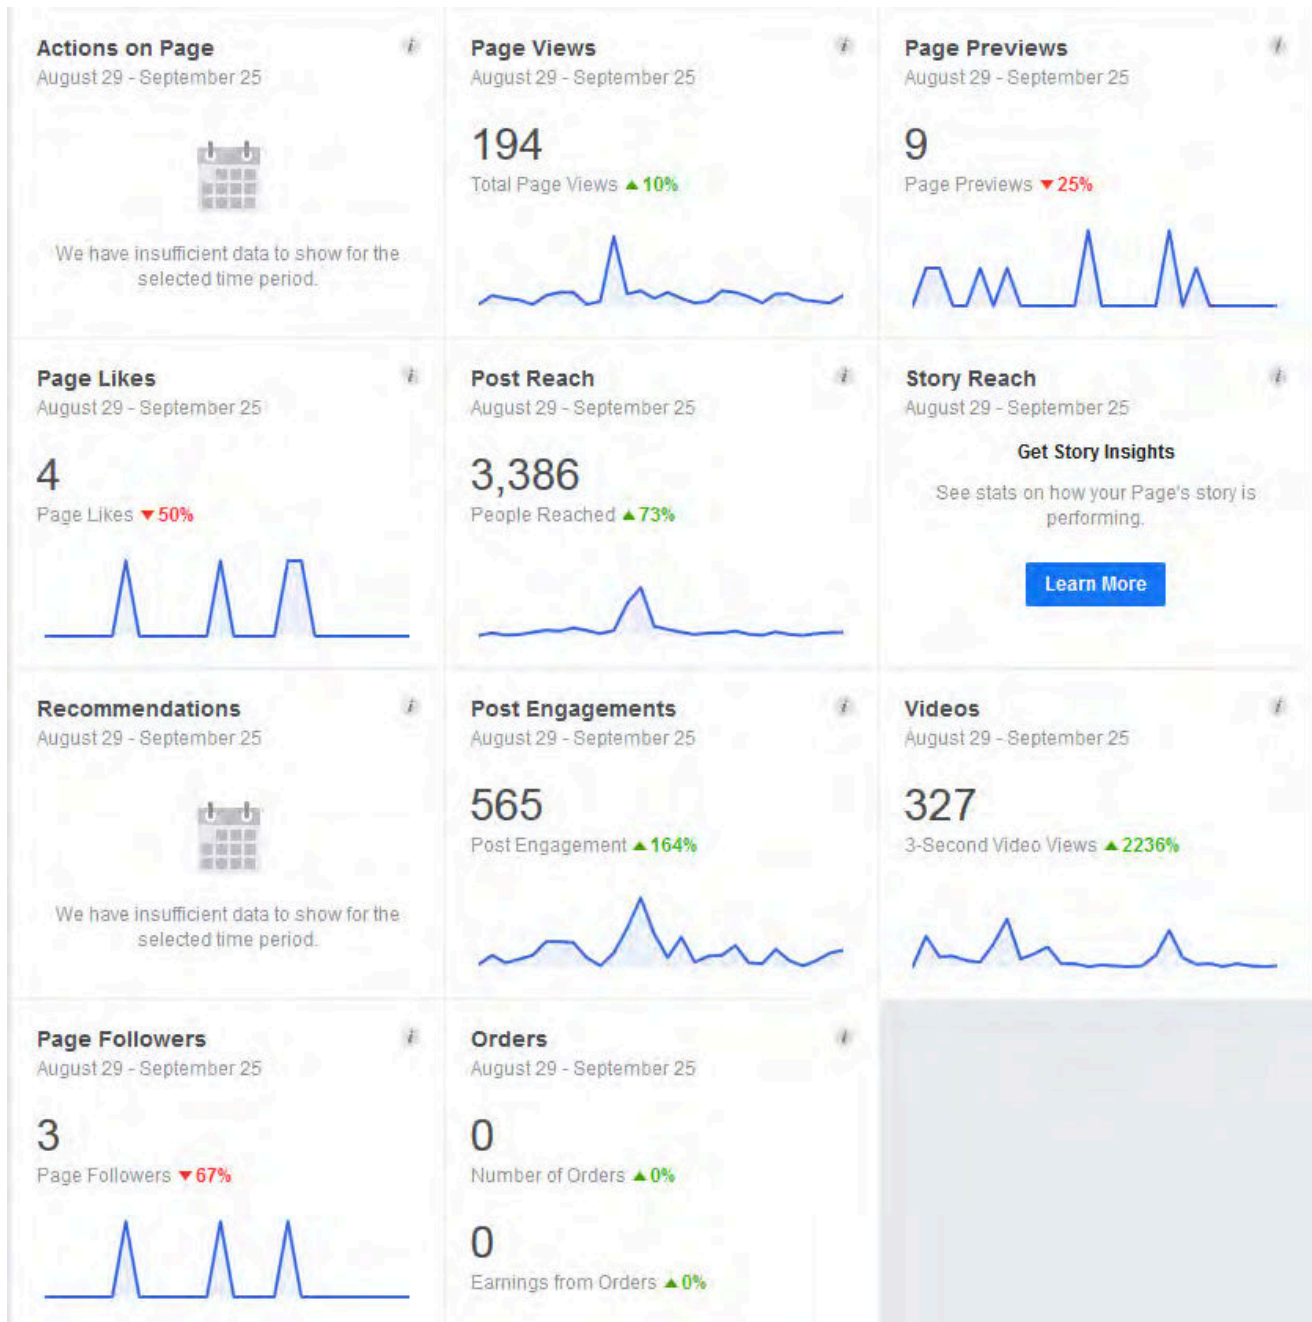 Actions on Page
August 29 - September 25
We have insufficient data to show for the
selected time period.
Page Views
August 29 - September 25
194
Total Page Views ▲ 10%
Page Previews
August 29 - September 25
9
Page Previews ▼ 25%
Page Likes
August 29 - September 25
4
Page Likes ▼ 50%
Post Reach
August 29 - September 25
3,386
People Reached ▲ 73%
Story Reach
August 29 - September 25
Get Story Insights
See stats on how your Page's story is
performing.
Learn More
Recommendations
August 29 - September 25
We have insufficient data to show for the
selected time period.
Post Engagements
August 29 - September 25
565
Post Engagement ▲ 164%
Videos
August 29 - September 25
327
3-Second Video Views ▲ 2236%
Page Followers
August 29 - September 25
3
Page Followers ▼ 67%
Orders
August 29 - September 25
0
Number of Orders ▲ 0%
0
Earnings from Orders ▲ 0%